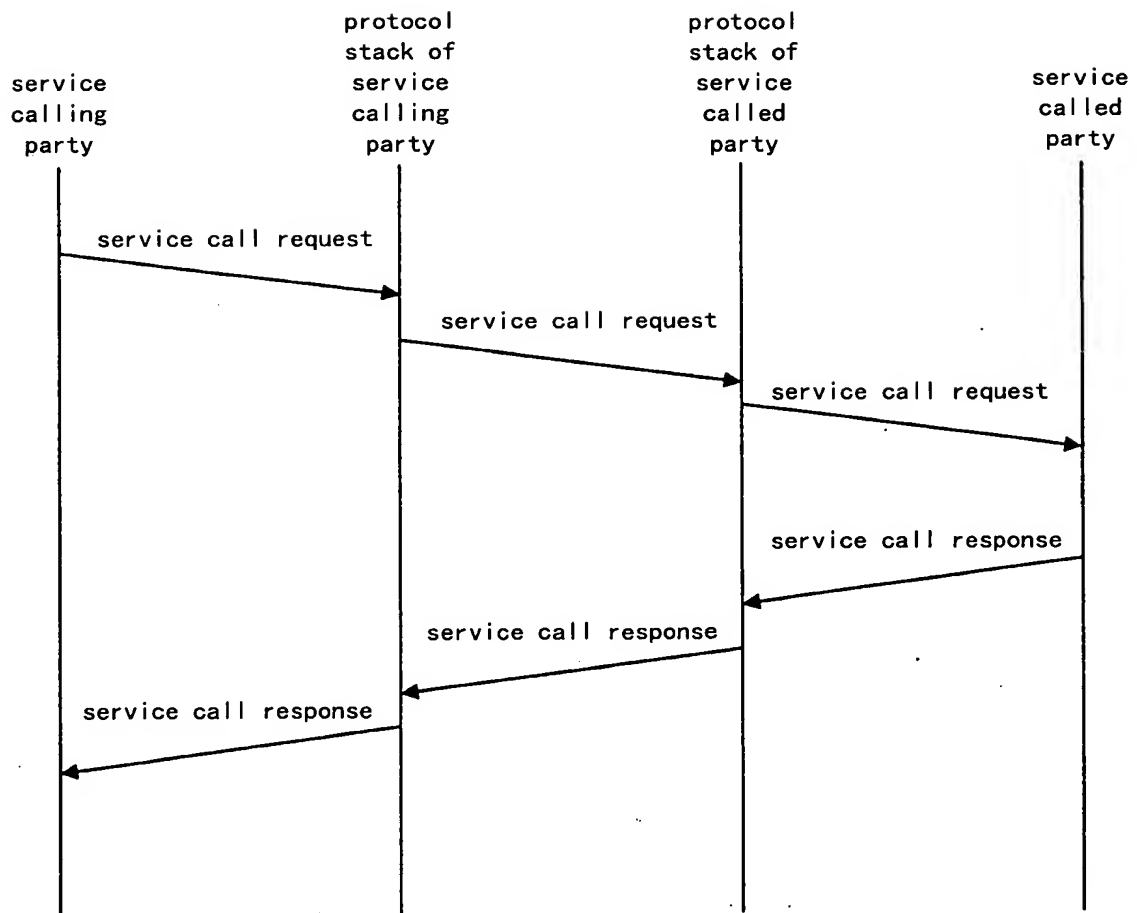 service
calling
party
protocol
stack of
service
calling
party
protocol
stack of
service
called
party
service
called
party
service call request
service call request
service call request
service call response
service call response
service call response